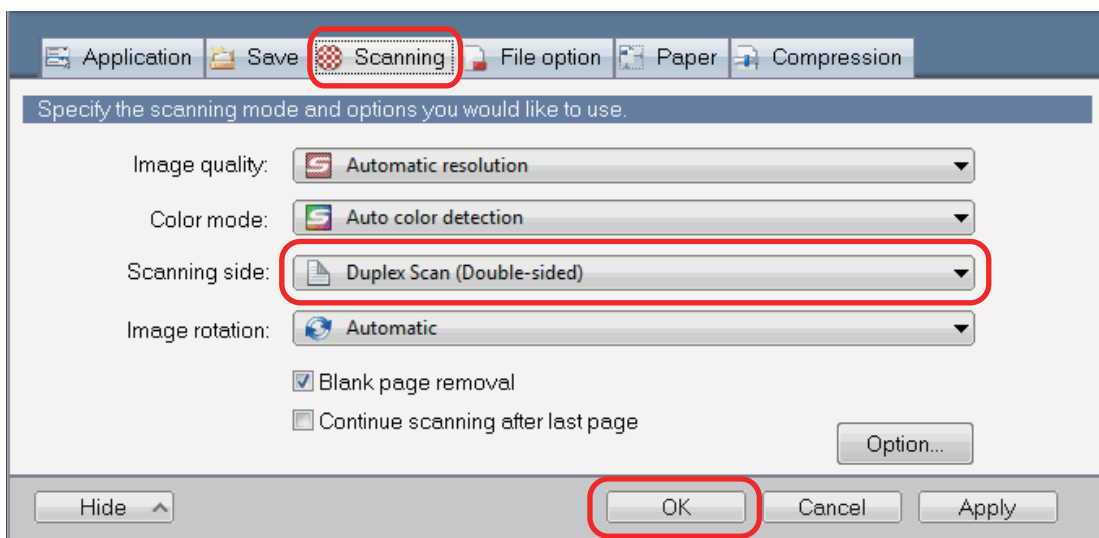 Application Save Scanning File option Paper Compression
Specify the scanning mode and options you would like to use.
Image quality: Automatic resolution
Color mode: Auto color detection
Scanning side: Duplex Scan (Double-sided)
Image rotation: Automatic
Blank page removal
Continue scanning after last page
Option...
Hide OK Cancel Apply